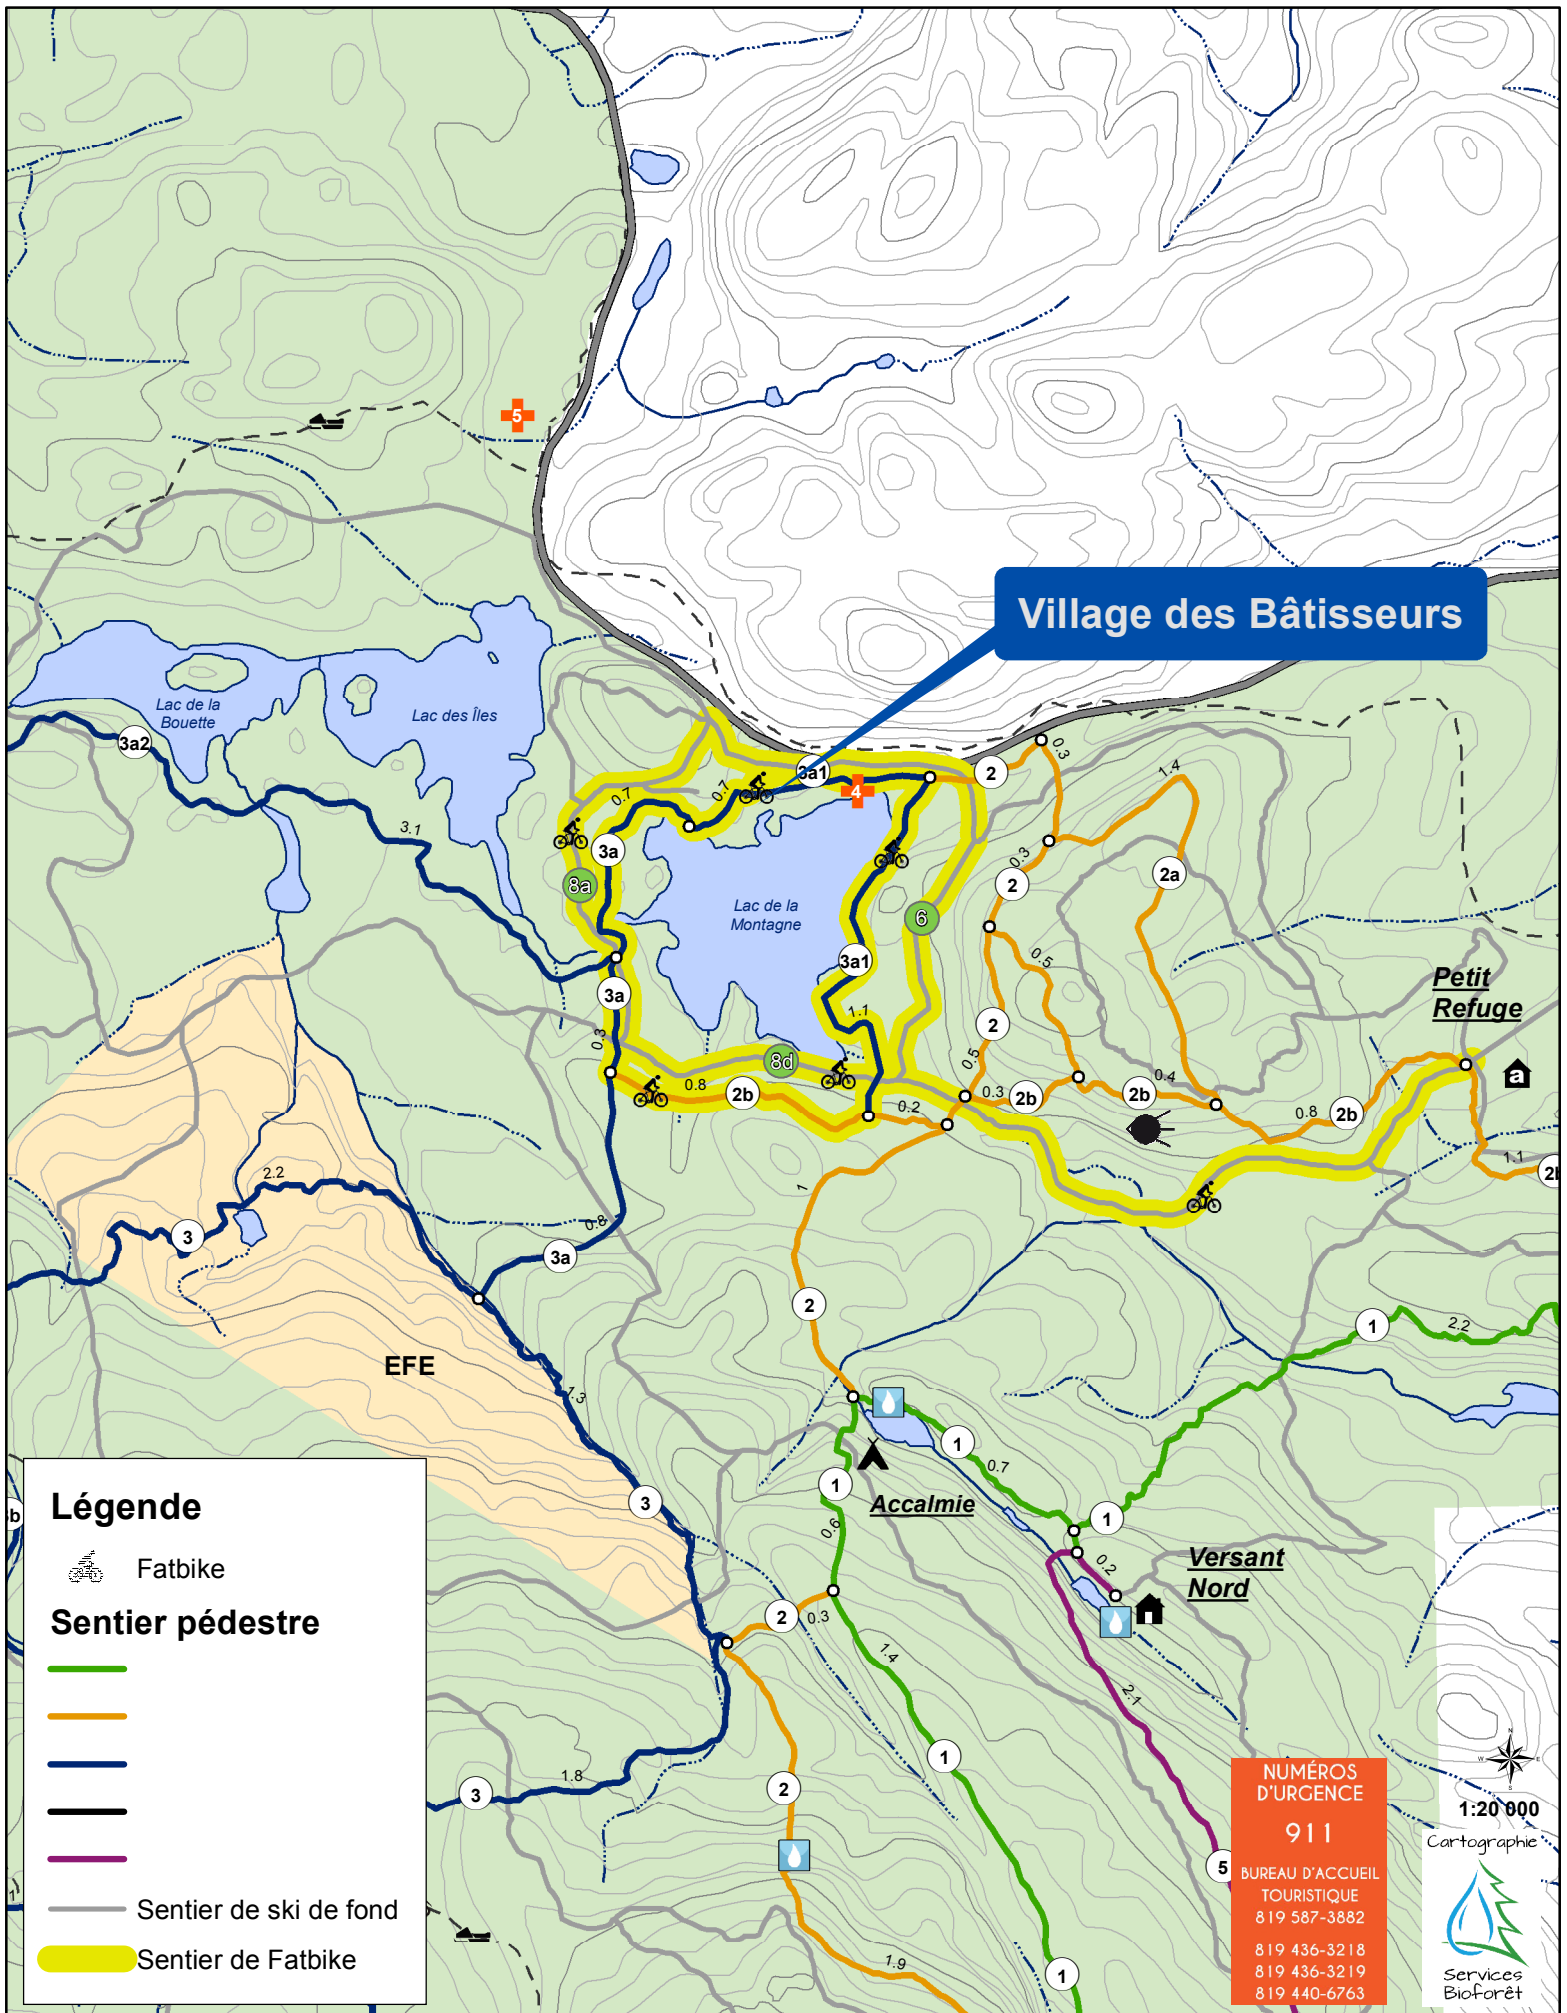 5
Village des Bâtisseurs
Lac de la
Bouette
Lac des Îles
3a2
3.1
3a1
4
2
0.3
1.4
0.7
0.7
3a
8a
0.3
2
2a
6
Lac de la
Montagne
3a1
0.5
3a
0.3
1.1
2
0.5
Petit
Refuge
a
8d
0.8
2b
0.2
0.3
2b
0.4
2b
0.8
2b
1.1
2.2
3
0.8
3a
1
2
1
2.2
EFE
1.3
1
0.7
1
0.6
Accalmie
1
Versant
Nord
0.2
3
2
0.3
1.4
2.1
1
3
1.8
2
5
1.9
1
Légende
Fatbike
Sentier pédestre
Sentier de ski de fond
Sentier de Fatbike
NUMÉROS
D'URGENCE
911
BUREAU D'ACCUEIL
TOURISTIQUE
819 587-3882
819 436-3218
819 436-3219
819 440-6763
N
W
E
S
1:20 000
Cartographie
Services
Bioforêt